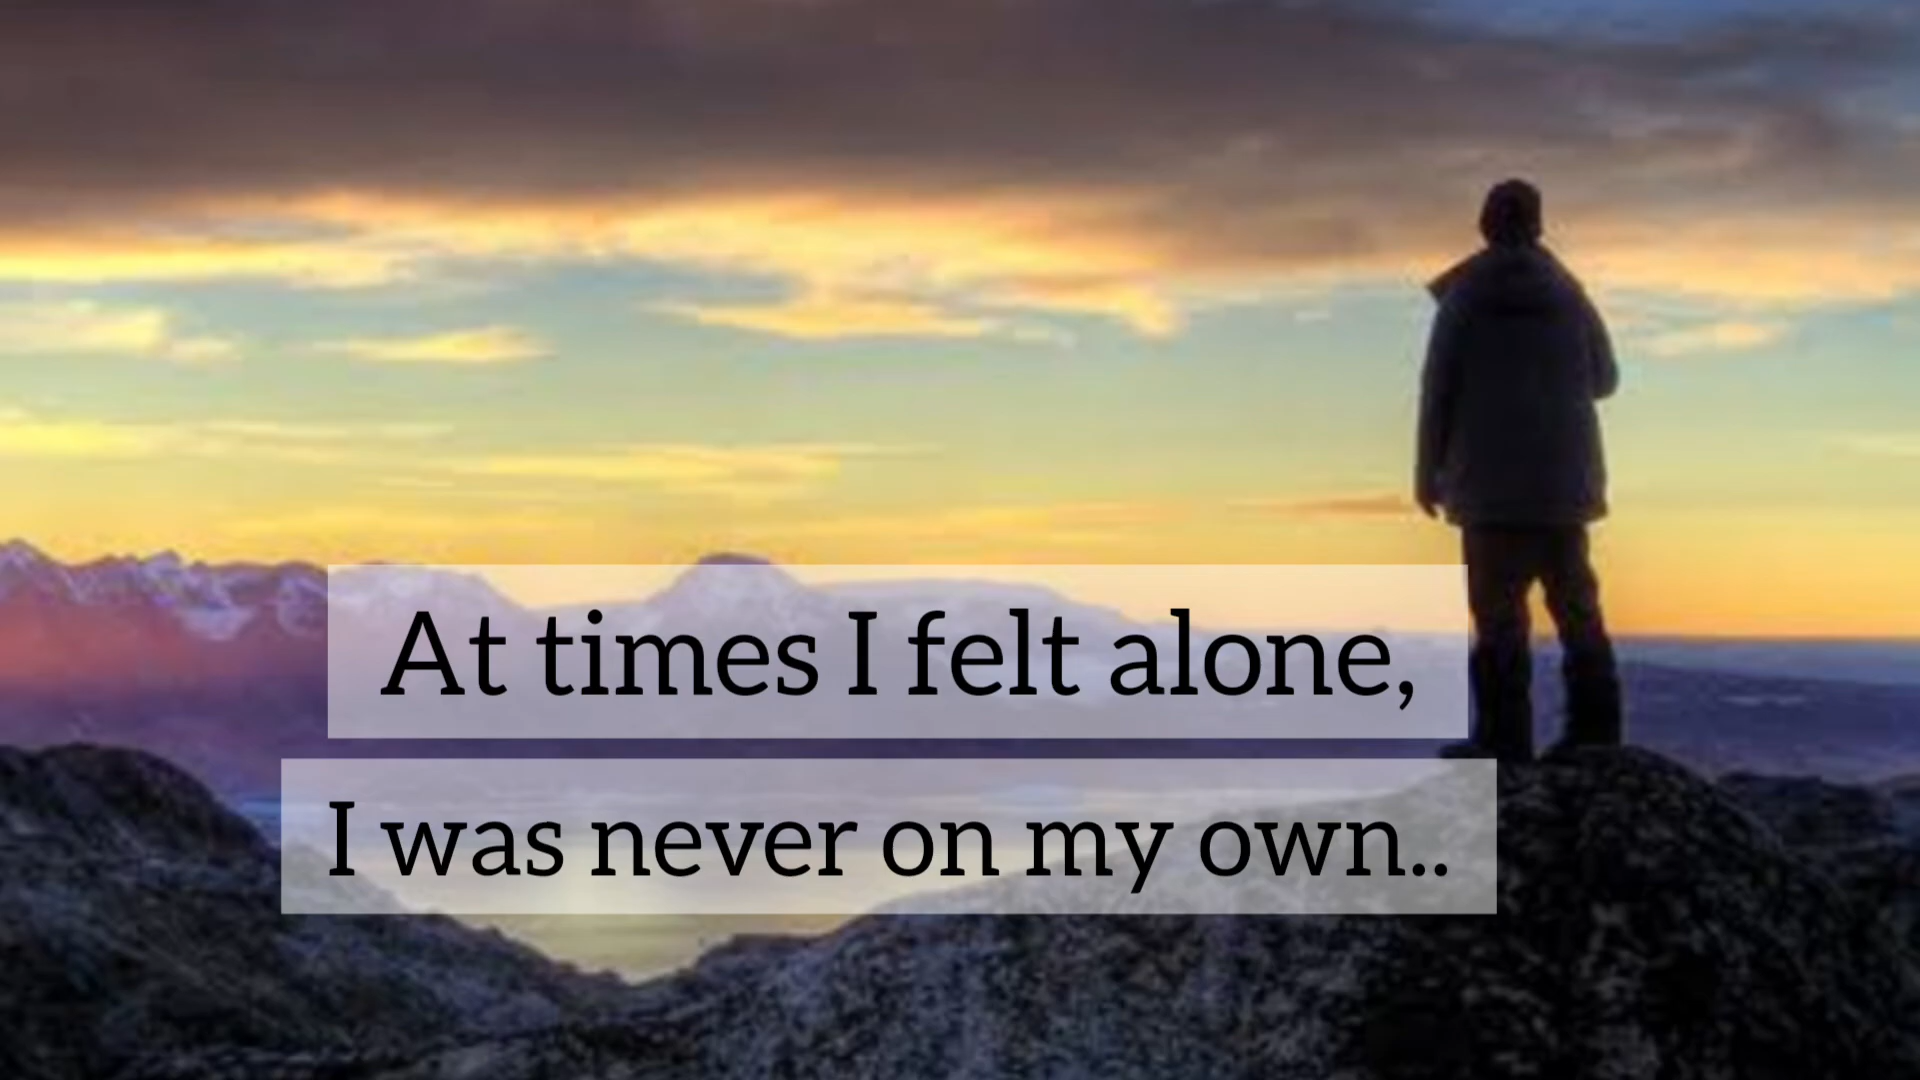 At times I felt alone,
I was never on my own..